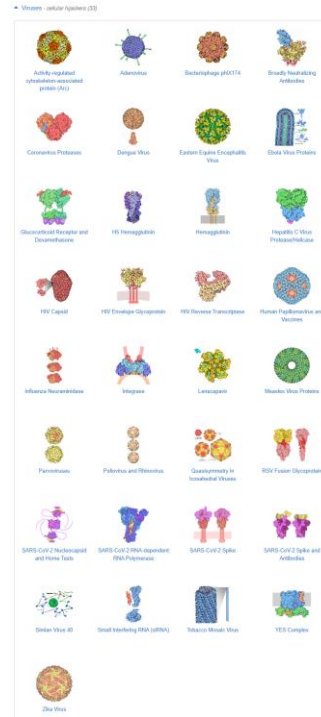 Viruses - cellular hijackers (33)
Activity-regulated
cytoskeleton-associated
protein (Arc)
Adenovirus
Bacteriophage phiX174
Broadly Neutralizing
Antibodies
Coronavirus Proteases
Dengue Virus
Eastern Equine Encephalitis
Virus
Ebola Virus Proteins
Glucocorticoid Receptor and
Dexamethasone
H5 Hemagglutinin
Hemagglutinin
Hepatitis C Virus
Protease/Helicase
HIV Capsid
HIV Envelope Glycoprotein
HIV Reverse Transcriptase
Human Papillomavirus and
Vaccines
Influenza Neuraminidase
Integrase
Lenacapavir
Measles Virus Proteins
Parvoviruses
Poliovirus and Rhinovirus
Quasisymmetry in
Icosahedral Viruses
RSV Fusion Glycoprotein
SARS-CoV-2 Nucleocapsid
and Home Tests
SARS-CoV-2 RNA-dependent
RNA Polymerase
SARS-CoV-2 Spike
SARS-CoV-2 Spike and
Antibodies
Simian Virus 40
Small Interfering RNA (siRNA)
Tobacco Mosaic Virus
YES Complex
Zika Virus